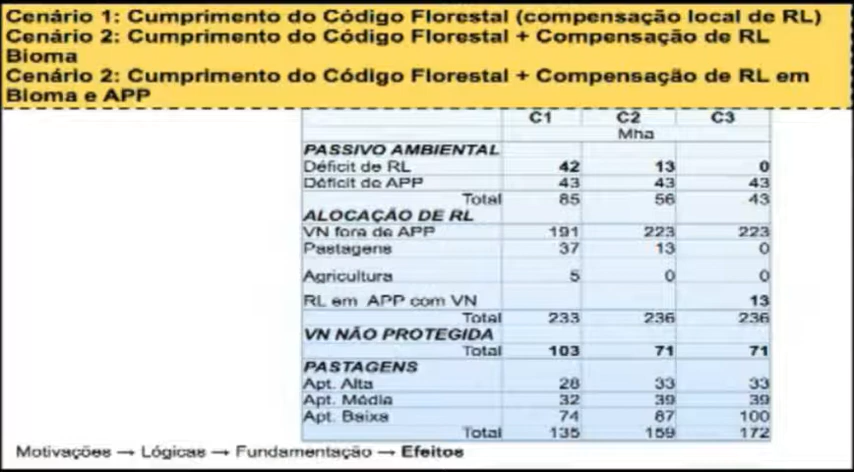 Cenário 1: Cumprimento do Código Florestal (compensação local de RL)
Cenário 2: Cumprimento do Código Florestal + Compensação de RL
Bioma
Cenário 2: Cumprimento do Código Florestal + Compensação de RL em
Bioma e APP
C1 C2 C3
Mha
PASSIVO AMBIENTAL
Déficit de RL 42 13 0
Déficit de APP 43 43 43
Total 85 56 43
ALOCAÇÃO DE RL
VN fora de APP 191 223 223
Pastagens 37 13 0
Agricultura 5 0 0
RL em APP com VN 13
Total 233 236 236
VN NÃO PROTEGIDA
Total 103 71 71
PASTAGENS
Apt. Alta 28 33 33
Apt. Média 32 39 39
Apt. Baixa 74 87 100
Total 135 159 172
Motivações → Lógicas → Fundamentação → Efeitos